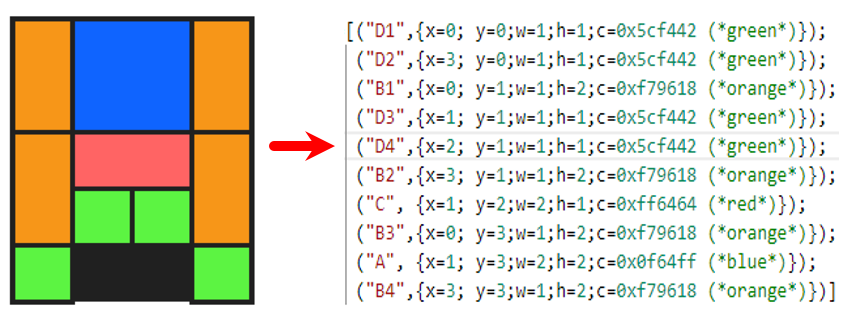 [("D1",{x=0; y=0;w=1;h=1;c=0x5cf442 (*green*)});
("D2",{x=3; y=0;w=1;h=1;c=0x5cf442 (*green*)});
("B1",{x=0; y=1;w=1;h=2;c=0xf79618 (*orange*)});
("D3",{x=1; y=1;w=1;h=1;c=0x5cf442 (*green*)});
("D4",{x=2; y=1;w=1;h=1;c=0x5cf442 (*green*)});
("B2",{x=3; y=1;w=1;h=2;c=0xf79618 (*orange*)});
("C", {x=1; y=2;w=2;h=1;c=0xff6464 (*red*)});
("B3",{x=0; y=3;w=1;h=2;c=0xf79618 (*orange*)});
("A", {x=1; y=3;w=2;h=2;c=0x0f64ff (*blue*)});
("B4",{x=3; y=3;w=1;h=2;c=0xf79618 (*orange*)})]